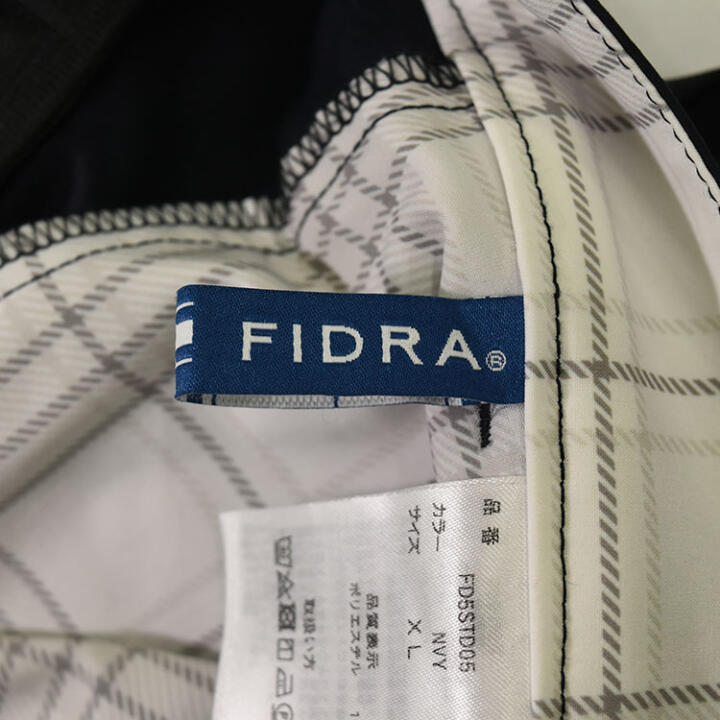 FIDRA®
品番 FD5STD05
カラー NVY
サイズ XL
品質表示
ポリエステル 1
取扱い方